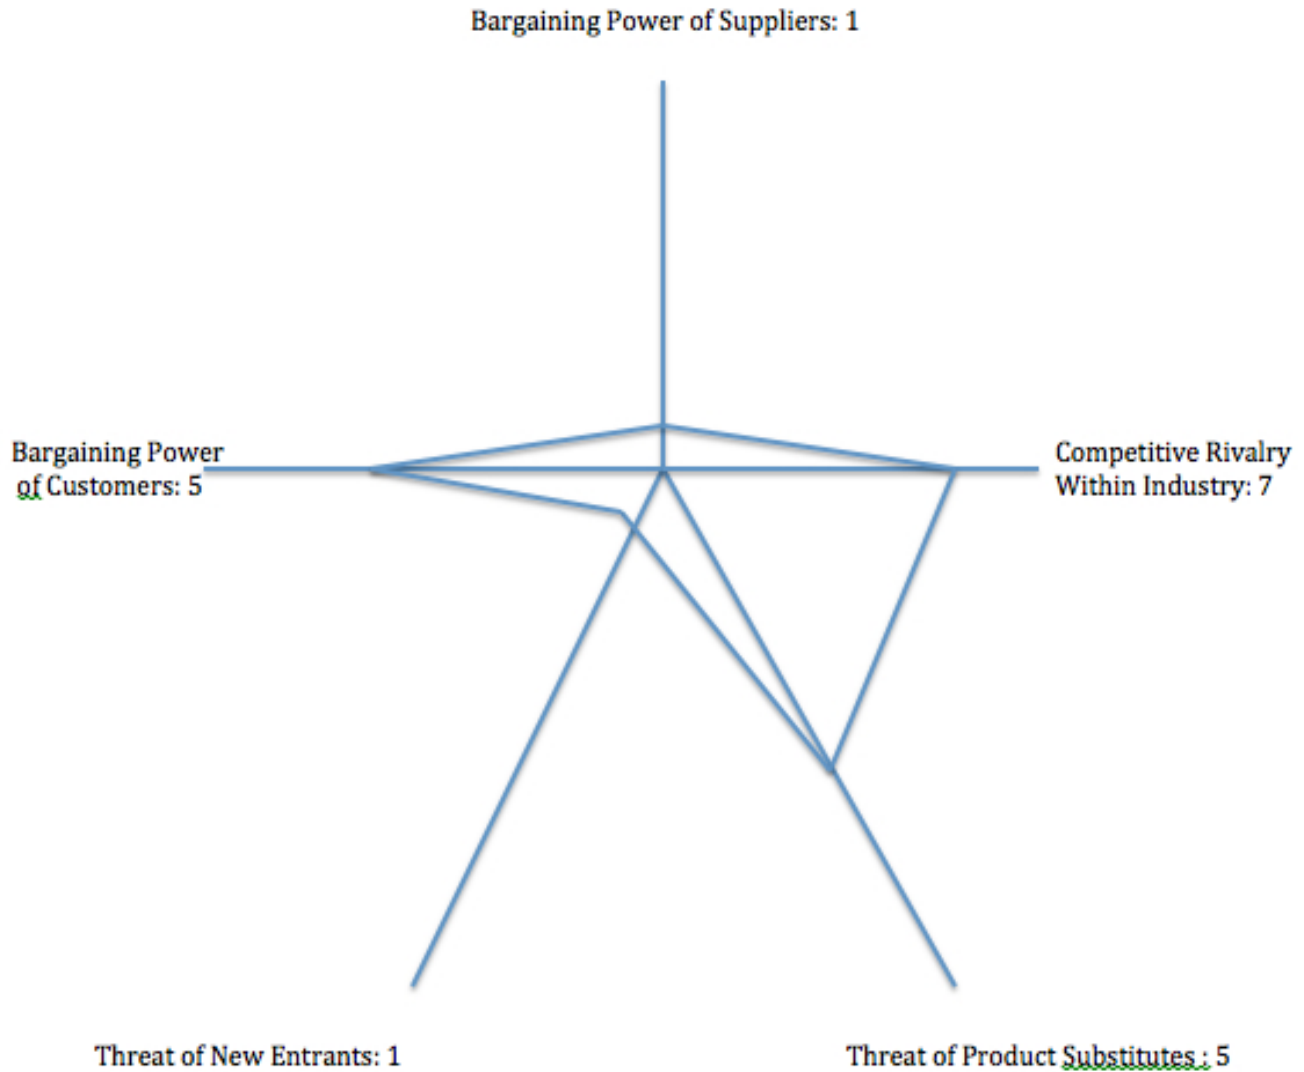 Bargaining Power of Suppliers: 1
Bargaining Power
of Customers: 5
Competitive Rivalry
Within Industry: 7
Threat of New Entrants: 1
Threat of Product Substitutes : 5